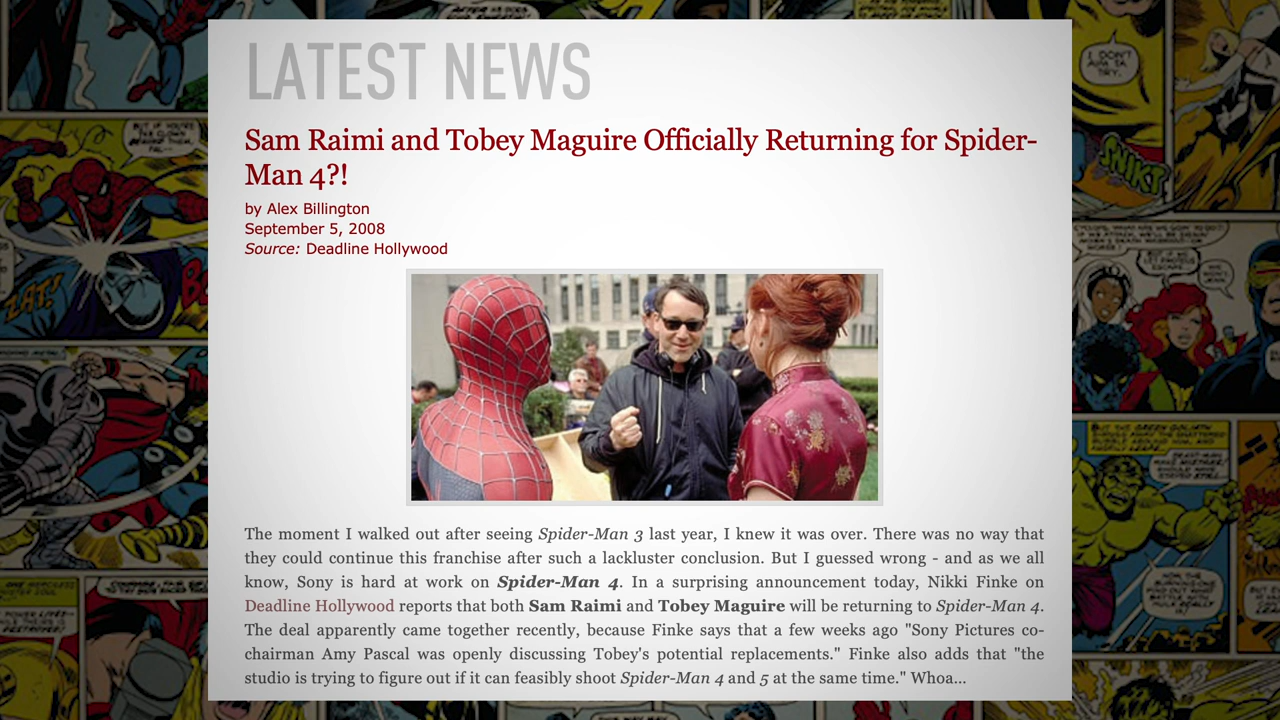 LATEST NEWS
Sam Raimi and Tobey Maguire Officially Returning for Spider-
Man 4?!
by Alex Billington
September 5, 2008
Source: Deadline Hollywood
The moment I walked out after seeing Spider-Man 3 last year, I knew it was over. There was no way that
they could continue this franchise after such a lackluster conclusion. But I guessed wrong - and as we all
know, Sony is hard at work on Spider-Man 4. In a surprising announcement today, Nikki Finke on
Deadline Hollywood reports that both Sam Raimi and Tobey Maguire will be returning to Spider-Man 4.
The deal apparently came together recently, because Finke says that a few weeks ago "Sony Pictures co-
chairman Amy Pascal was openly discussing Tobey's potential replacements." Finke also adds that "the
studio is trying to figure out if it can feasibly shoot Spider-Man 4 and 5 at the same time." Whoa...
I DON'T
TRY.
SNIKT
ZAT!